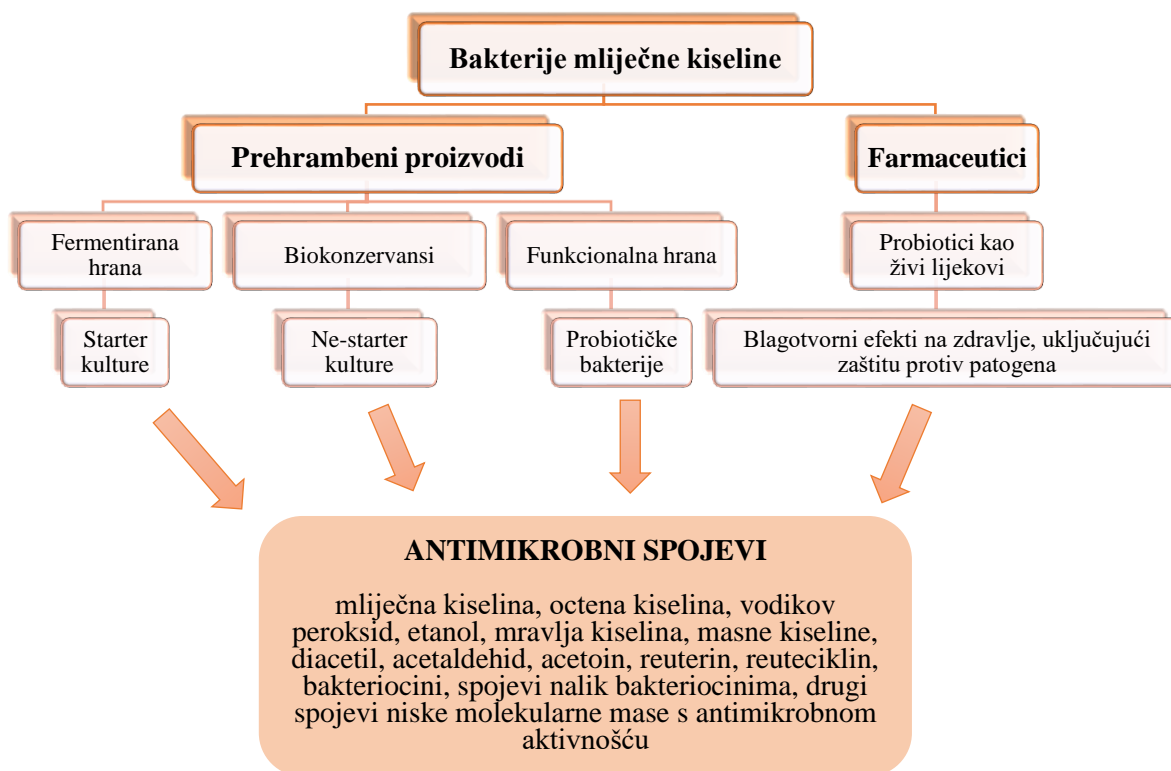 Bakterije mliječne kiseline
Prehrambeni proizvodi
Farmaceutici
Fermentirana
hrana
Biokonzervansi
Funkcionalna hrana
Probiotici kao
živi lijekovi
Starter
kulture
Ne-starter
kulture
Probiotičke
bakterije
Blagotvorni efekti na zdravlje, uključujući
zaštitu protiv patogena
ANTIMIKROBNI SPOJEVI
mliječna kiselina, octena kiselina, vodikov
peroksid, etanol, mravlja kiselina, masne kiseline,
diacetil, acetaldehid, acetoin, reuterin, reuteciklin,
bakteriocini, spojevi nalik bakteriocinima, drugi
spojevi niske molekularne mase s antimikrobnom
aktivnošću